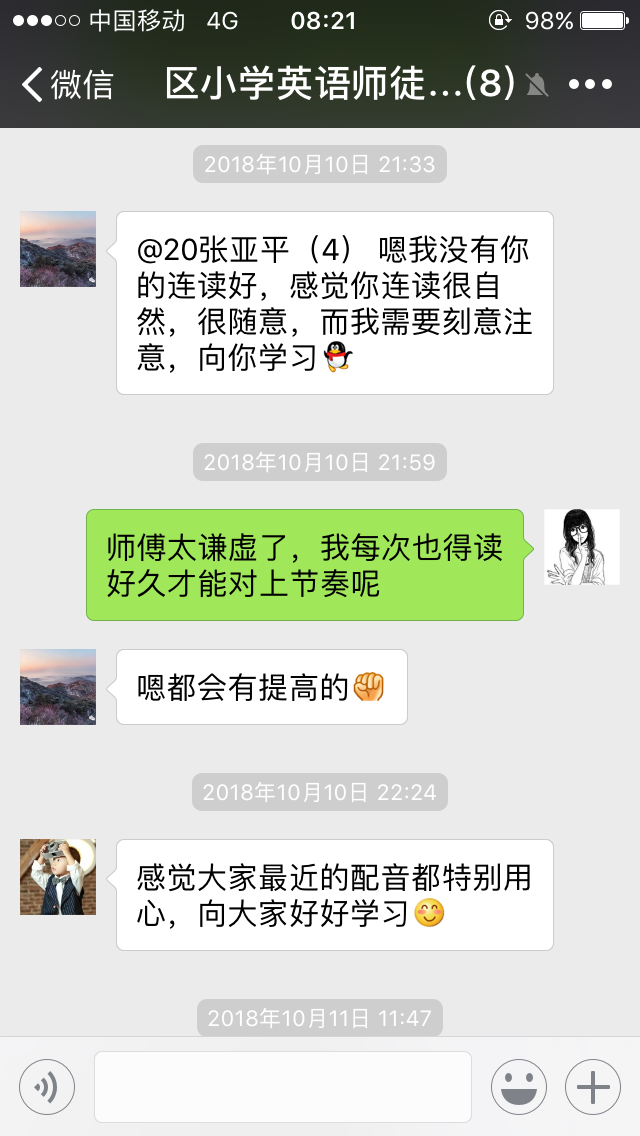 中国移动 4G 08:21 98%
微信 区小学英语师徒...(8)
2018年10月10日 21:33
@20张亚平（4） 嗯我没有你
的连读好，感觉你连读很自
然，很随意，而我需要刻意注
意，向你学习
2018年10月10日 21:59
师傅太谦虚了，我每次也得读
好久才能对上节奏呢
嗯都会有提高的
2018年10月10日 22:24
感觉大家最近的配音都特别用
心，向大家好好学习
2018年10月11日 11:47